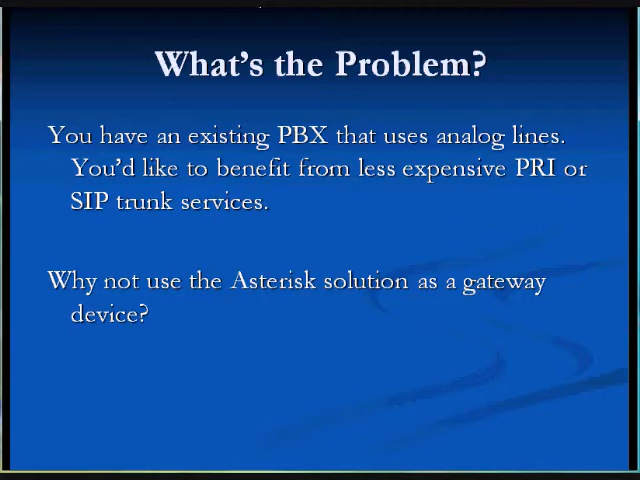 What's the Problem?
You have an existing PBX that uses analog lines.
You'd like to benefit from less expensive PRI or
SIP trunk services.
Why not use the Asterisk solution as a gateway
device?